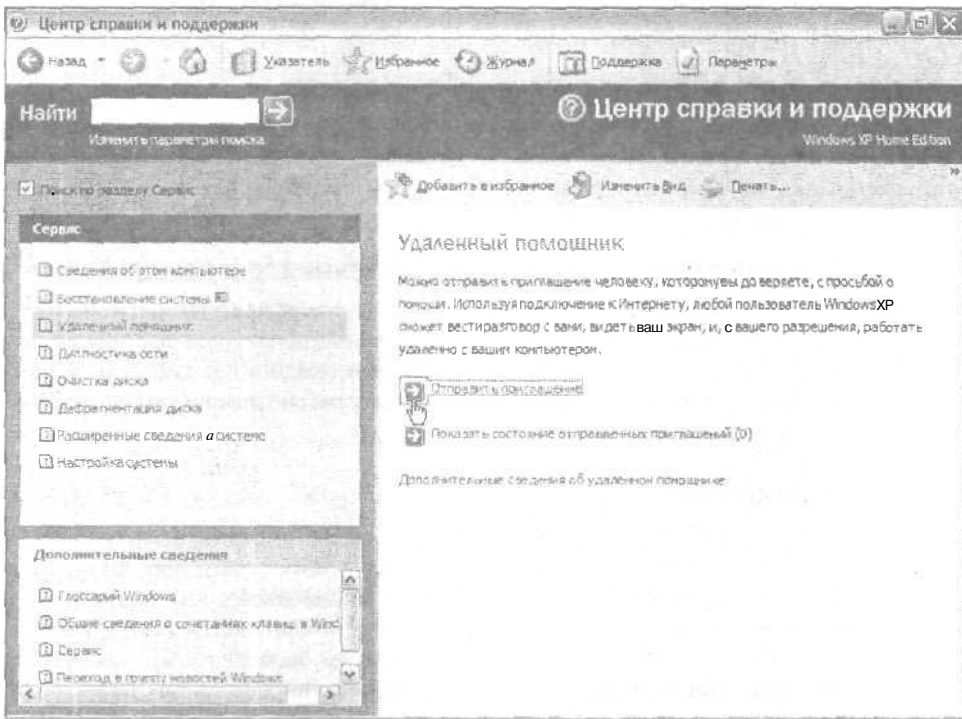 Центр справки и поддержки
Назад Указатель Избранное Журнал Поддержка Параметры
Найти
Изменить параметры поиска
Центр справки и поддержки
Windows XP Home Edition
Поиск по разделу Сервис
Добавить в избранное Изменить вид Печать...
Сервис
Сведения об этом компьютере
Восстановление системы
Удаленный помощник
Диагностика сети
Очистка диска
Дефрагментация диска
Расширенные сведения а системе
Настройка системы
Дополнительные сведения
Глоссарий Windows
Общие сведения о сочетаниях клавиш в Wind
Сервис
Переход в группу новостей Windows
Удаленный помощник
Можно отправить приглашение человеку, которому вы доверяете, с просьбой о
помощи. Используя подключение к Интернету, любой пользователь Windows XP
сможет вести разговор с вами, видеть ваш экран, и, с вашего разрешения, работать
удаленно с вашим компьютером.
Отправить приглашение
Показать состояние отправленных приглашений (0)
Дополнительные сведения об удаленном помощнике